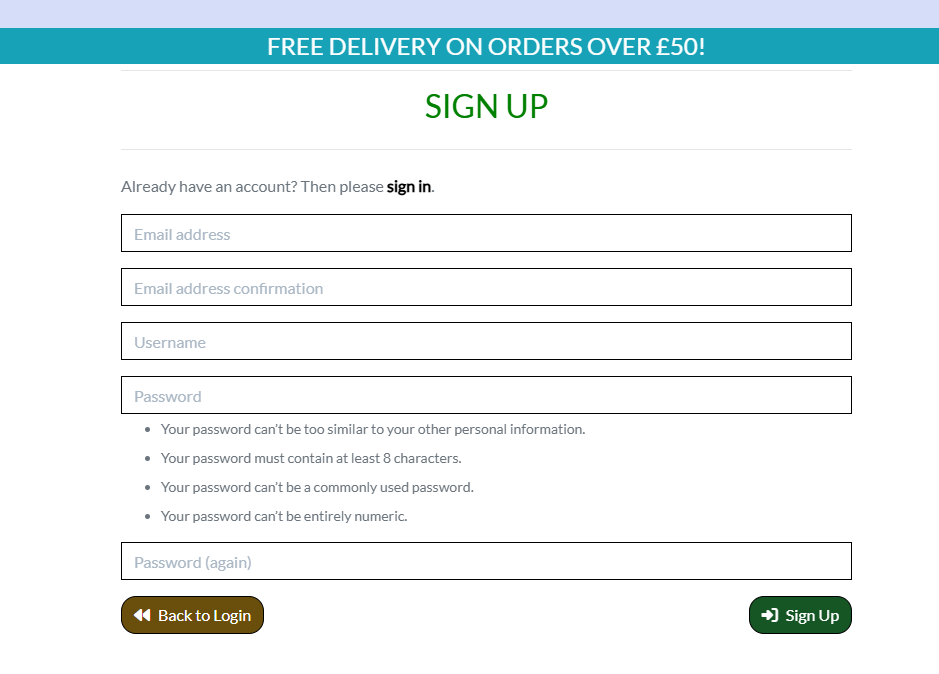 FREE DELIVERY ON ORDERS OVER £50!
SIGN UP
Already have an account? Then please sign in.
Email address
Email address confirmation
Username
Password
Your password can't be too similar to your other personal information.
Your password must contain at least 8 characters.
Your password can't be a commonly used password.
Your password can't be entirely numeric.
Password (again)
Back to Login
Sign Up